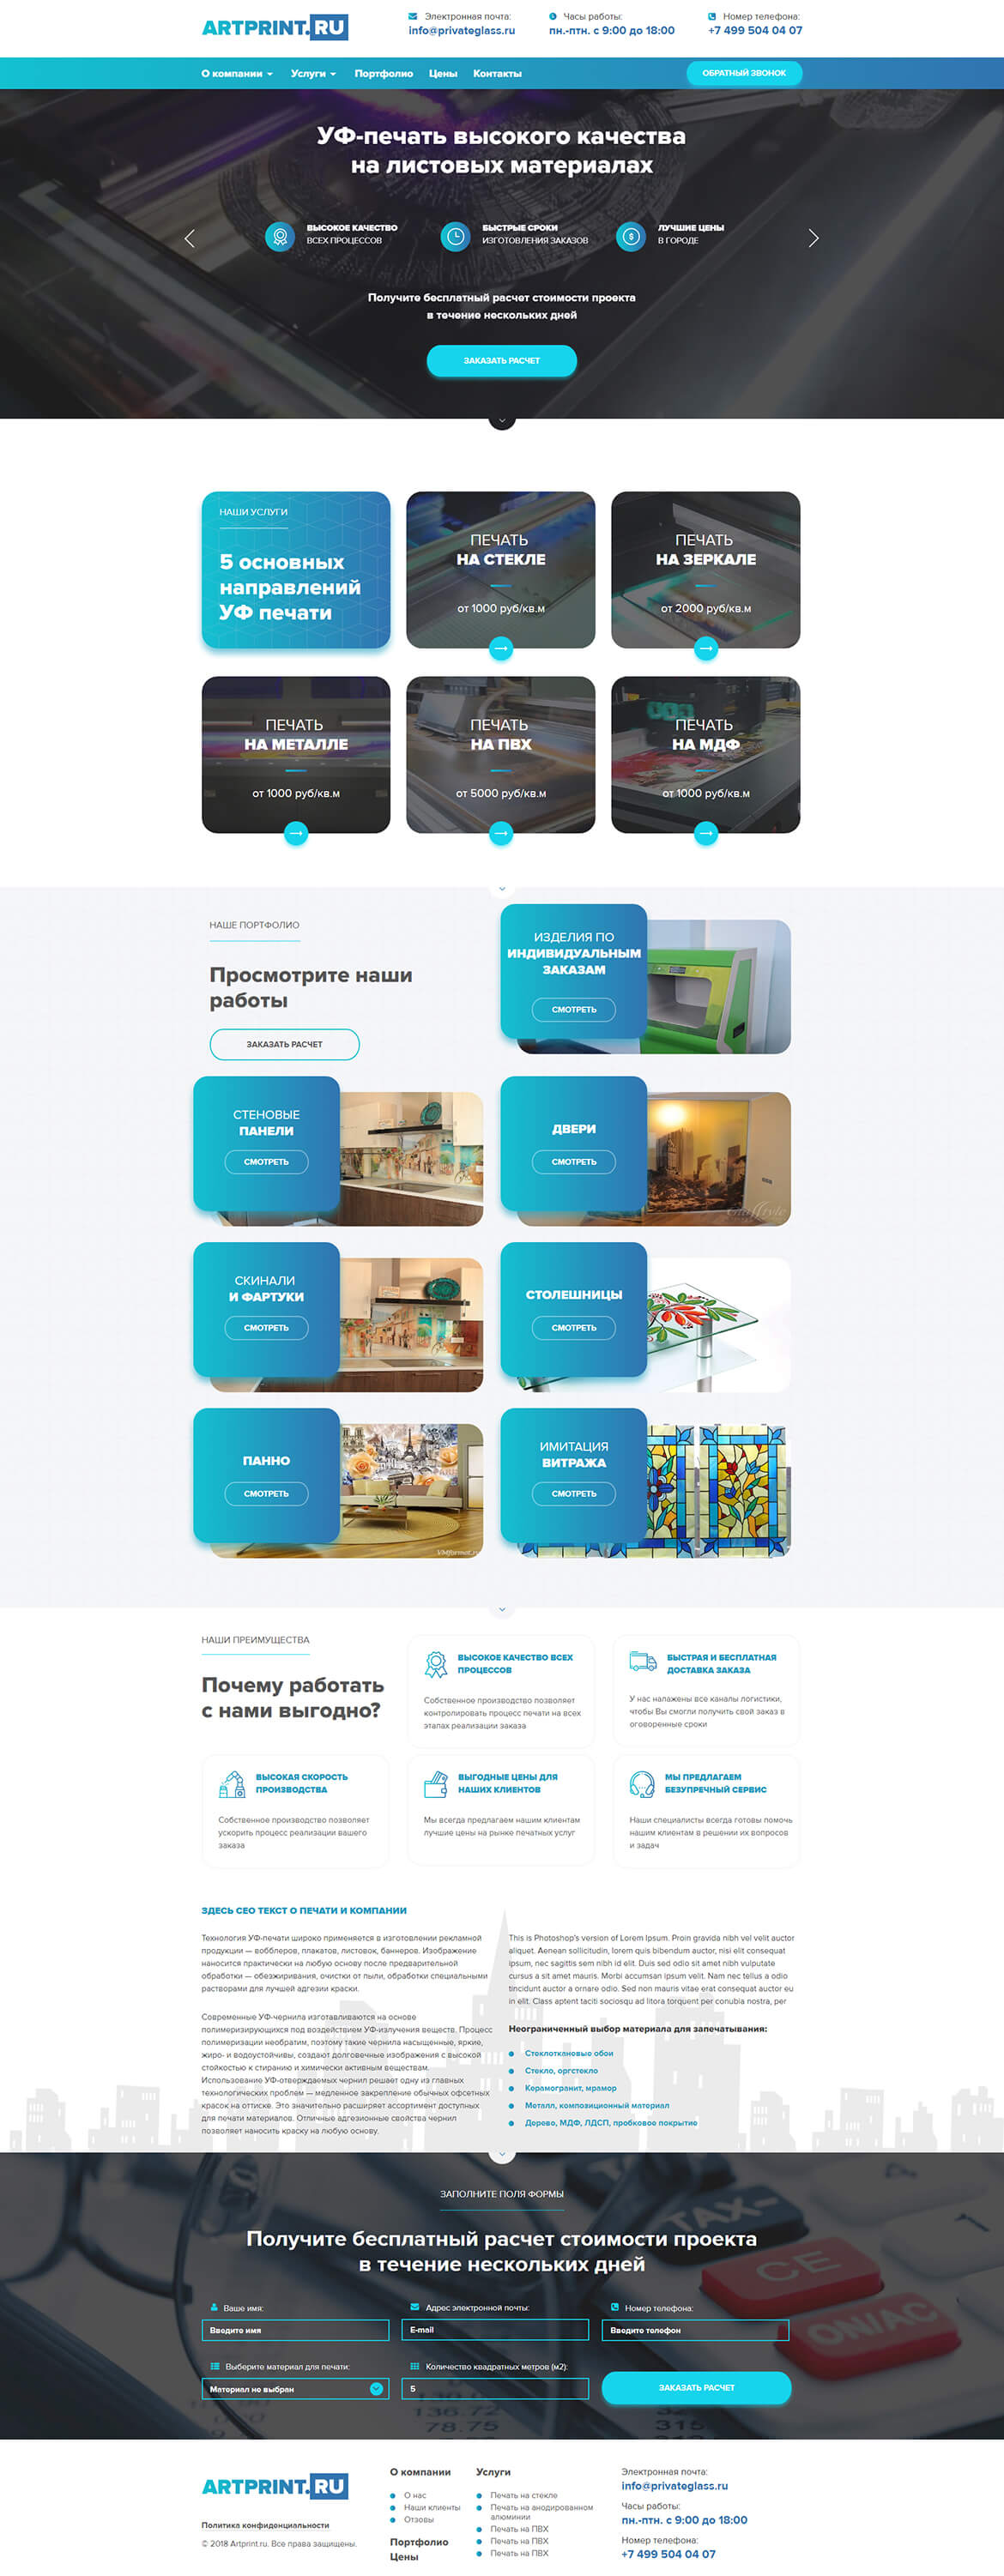 ARTPRINT.RU
Электронная почта:
info@privateglass.ru
Часы работы:
пн.-птн. с 9:00 до 18:00
Номер телефона:
+7 499 504 04 07
О компании
Услуги
Портфолио
Цены
Контакты
ОБРАТНЫЙ ЗВОНОК
УФ-печать высокого качества
на листовых материалах
ВЫСОКОЕ КАЧЕСТВО
ВСЕХ ПРОЦЕССОВ
БЫСТРЫЕ СРОКИ
ИЗГОТОВЛЕНИЯ ЗАКАЗОВ
ЛУЧШИЕ ЦЕНЫ
В ГОРОДЕ
Получите бесплатный расчет стоимости проекта
в течение нескольких дней
ЗАКАЗАТЬ РАСЧЕТ
НАШИ УСЛУГИ
5 основных
направлений
УФ печати
ПЕЧАТЬ
НА СТЕКЛЕ
от 1000 руб/кв.м
ПЕЧАТЬ
НА ЗЕРКАЛЕ
от 2000 руб/кв.м
ПЕЧАТЬ
НА МЕТАЛЛЕ
от 1000 руб/кв.м
ПЕЧАТЬ
НА ПВХ
от 5000 руб/кв.м
ПЕЧАТЬ
НА МДФ
от 1000 руб/кв.м
НАШЕ ПОРТФОЛИО
Просмотрите наши
работы
ЗАКАЗАТЬ РАСЧЕТ
ИЗДЕЛИЯ ПО
ИНДИВИДУАЛЬНЫМ
ЗАКАЗАМ
СМОТРЕТЬ
СТЕНОВЫЕ
ПАНЕЛИ
СМОТРЕТЬ
ДВЕРИ
СМОТРЕТЬ
СКИНАЛИ
И ФАРТУКИ
СМОТРЕТЬ
СТОЛЕШНИЦЫ
СМОТРЕТЬ
ПАННО
СМОТРЕТЬ
ИМИТАЦИЯ
ВИТРАЖА
СМОТРЕТЬ
НАШИ ПРЕИМУЩЕСТВА
Почему работать
с нами выгодно?
ВЫСОКОЕ КАЧЕСТВО ВСЕХ
ПРОЦЕССОВ
Собственное производство позволяет
контролировать процесс печати на всех
этапах реализации заказа
БЫСТРАЯ И БЕСПЛАТНАЯ
ДОСТАВКА ЗАКАЗА
У нас налажены все каналы логистики,
чтобы Вы смогли получить свой заказ в
оговоренные сроки
ВЫСОКАЯ СКОРОСТЬ
ПРОИЗВОДСТВА
Собственное производство позволяет
ускорить процесс реализации вашего
заказа
ВЫГОДНЫЕ ЦЕНЫ ДЛЯ
НАШИХ КЛИЕНТОВ
Мы всегда предлагаем нашим клиентам
лучшие цены на рынке печатных услуг
МЫ ПРЕДЛАГАЕМ
БЕЗУПРЕЧНЫЙ СЕРВИС
Наши специалисты всегда готовы помочь
нашим клиентам в решении их вопросов
и задач
ЗДЕСЬ СЕО ТЕКСТ О ПЕЧАТИ И КОМПАНИИ
Технология УФ-печати широко применяется в изготовлении рекламной
продукции — вобблеров, плакатов, листовок, баннеров. Изображение
наносится практически на любую основу после предварительной
обработки — обезжиривания, очистки от пыли, обработки специальными
растворами для лучшей адгезии краски.
Современные УФ-чернила изготавливаются на основе
полимеризирующихся под воздействием УФ-излучения веществ. Процесс
полимеризации необратим, поэтому такие чернила насыщенные, яркие,
жиро- и водоустойчивы, создают долговечные изображения с высокой
стойкостью к стиранию и химически активным веществам.
Использование УФ-отверждаемых чернил решает одну из главных
технологических проблем — медленное закрепление обычных офсетных
красок на оттиске. Это значительно расширяет ассортимент доступных
для печати материалов. Отличные адгезионные свойства чернил
позволяет наносить краску на любую основу.
This is Photoshop's version of Lorem Ipsum. Proin gravida nibh vel velit auctor
aliquet. Aenean sollicitudin, lorem quis bibendum auctor, nisi elit consequat
ipsum, nec sagittis sem nibh id elit. Duis sed odio sit amet nibh vulputate
cursus a sit amet mauris. Morbi accumsan ipsum velit. Nam nec tellus a odio
tincidunt auctor a ornare odio. Sed non mauris vitae erat consequat auctor eu
in elit. Class aptent taciti sociosqu ad litora torquent per conubia nostra, per
Неограниченный выбор материала для запечатывания:
Стеклотканевые обои
Стекло, оргстекло
Керамогранит, мрамор
Металл, композиционный материал
Дерево, МДФ, ЛДСП, пробковое покрытие
ЗАПОЛНИТЕ ПОЛЯ ФОРМЫ
Получите бесплатный расчет стоимости проекта
в течение нескольких дней
Ваше имя:
Введите имя
Адрес электронной почты:
E-mail
Номер телефона:
Введите телефон
Выберите материал для печати:
Материал не выбран
Количество квадратных метров (м2):
5
ЗАКАЗАТЬ РАСЧЕТ
TAX-
CE
136.02
78.75
315
ARTPRINT.RU
Политика конфиденциальности
© 2018 Artprint.ru. Все права защищены.
О компании
О нас
Наши клиенты
Отзовы
Портфолио
Цены
Услуги
Печать на стекле
Печать на анодированном
алюминии
Печать на ПВХ
Печать на ПВХ
Печать на ПВХ
Электронная почта:
info@privateglass.ru
Часы работы:
пн.-птн. с 9:00 до 18:00
Номер телефона:
+7 499 504 04 07